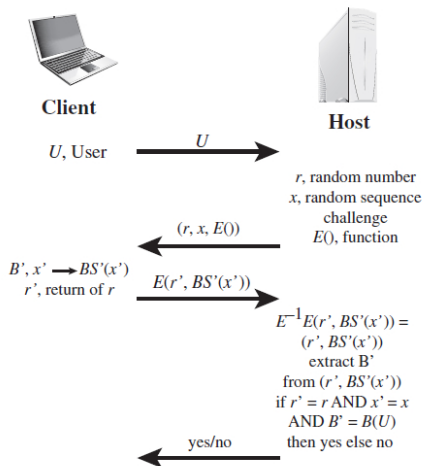 Client
Host
U, User
U
r, random number
x, random sequence
challenge
E(), function
(r, x, E())
B’, x’ → BS’(x’)
r’, return of r
E(r’, BS’(x’))
E⁻¹E(r’, BS’(x’)) =
(r’, BS’(x’))
extract B’
from (r’, BS’(x’))
if r’ = r AND x’ = x
AND B’ = B(U)
then yes else no
yes/no